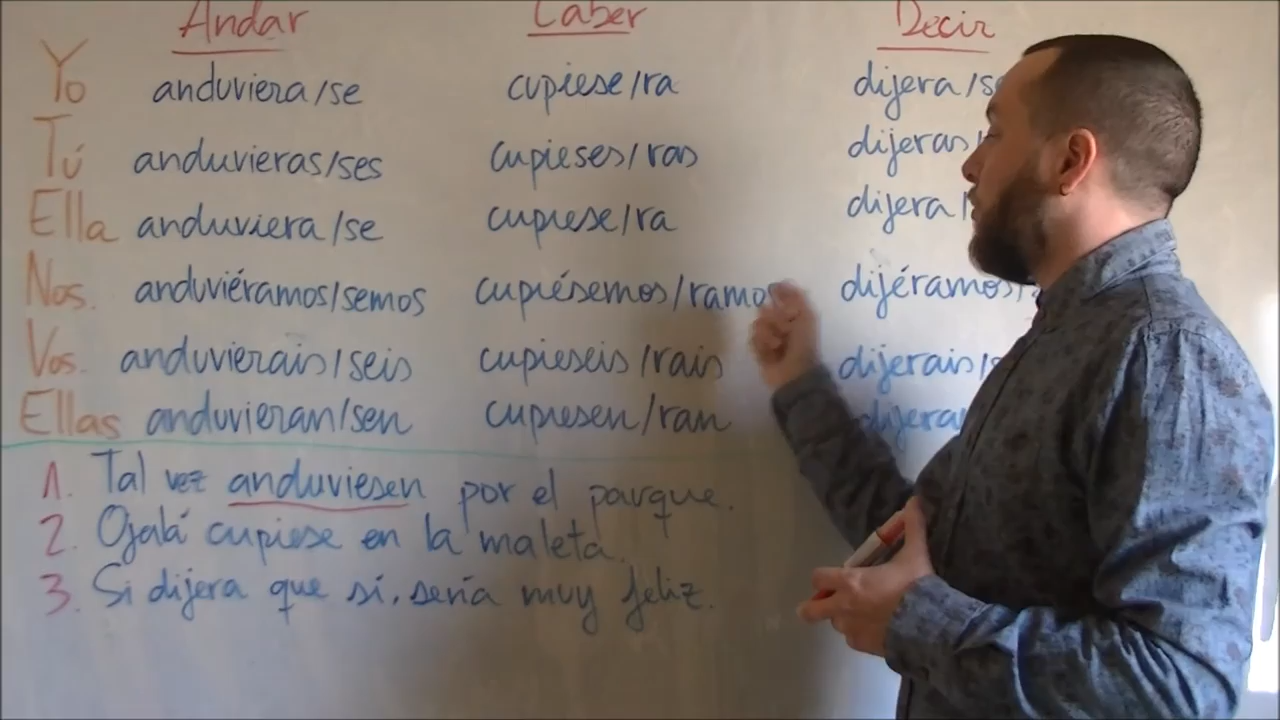 Andar Caber Decir
Yo anduviera/se cupiese/ra dijera/se
Tú anduvieras/ses cupieses/ras dijeras/
Ella anduviera/se cupiese/ra dijera/
Nos. anduviéramos/semos cupiésemos/ramos dijéramos/
Vos. anduvierais/seis cupieseis/rais dijerais/
Ellas anduvieran/sen cupiesen/ran dijeran
1. Tal vez anduviesen por el parque.
2. Ojalá cupiese en la maleta.
3. Si dijera que sí, sería muy feliz.